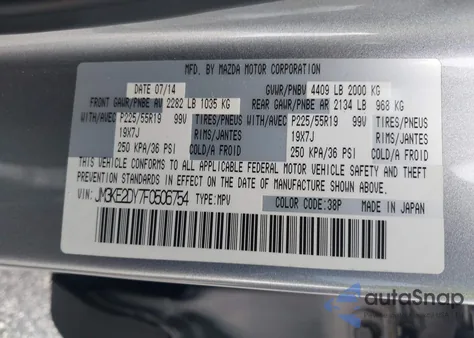 MFD. BY MAZDA MOTOR CORPORATION
DATE 07/14 GVWR/PNBV 4409 LB 2000 KG
FRONT GAWR/PNBE AV 2282 LB 1035 KG REAR GAWR/PNBE AR 2134 LB 968 KG
WITH/AVEC P225/55R19 99V TIRES/PNEUS WITH/AVEC P225/55R19 99V TIRES/PNEUS
19X7J RIMS/JANTES 19X7J RIMS/JANTES
250 KPA/36 PSI COLD/A FROID 250 KPA/36 PSI COLD/A FROID
THIS VEHICLE CONFORMS TO ALL APPLICABLE FEDERAL MOTOR VEHICLE SAFETY, BUMPER, AND THEFT
PREVENTION STANDARDS IN EFFECT ON THE DATE OF MANUFACTURE SHOWN ABOVE.
VIN: JM3KE2DY7F0506754 TYPE: MPV COLOR CODE: 38P MADE IN JAPAN
autoSnap